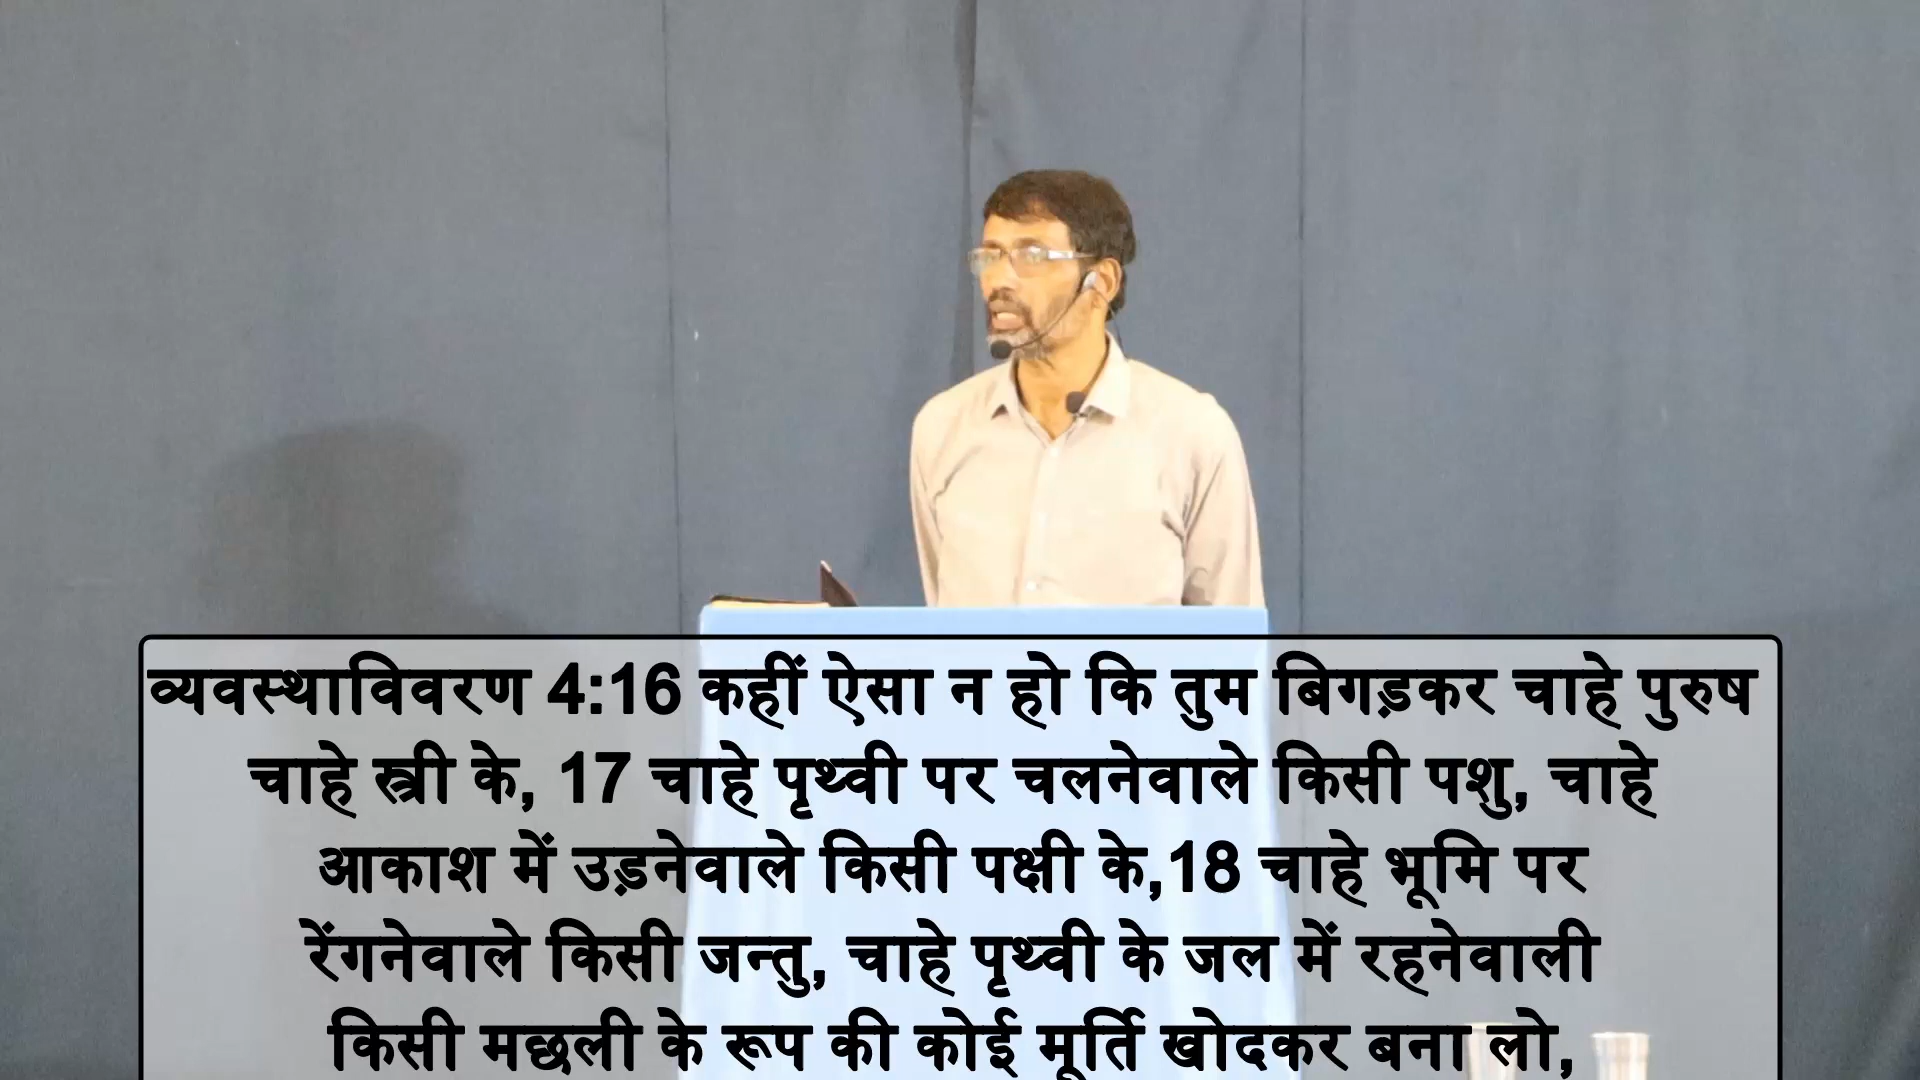 व्यवस्थाविवरण 4:16 कहीं ऐसा न हो कि तुम बिगड़कर चाहे पुरुष
चाहे स्त्री के, 17 चाहे पृथ्वी पर चलनेवाले किसी पशु, चाहे
आकाश में उड़नेवाले किसी पक्षी के,18 चाहे भूमि पर
रेंगनेवाले किसी जन्तु, चाहे पृथ्वी के जल में रहनेवाली
किसी मछली के रूप की कोई मूर्ति खोदकर बना लो,